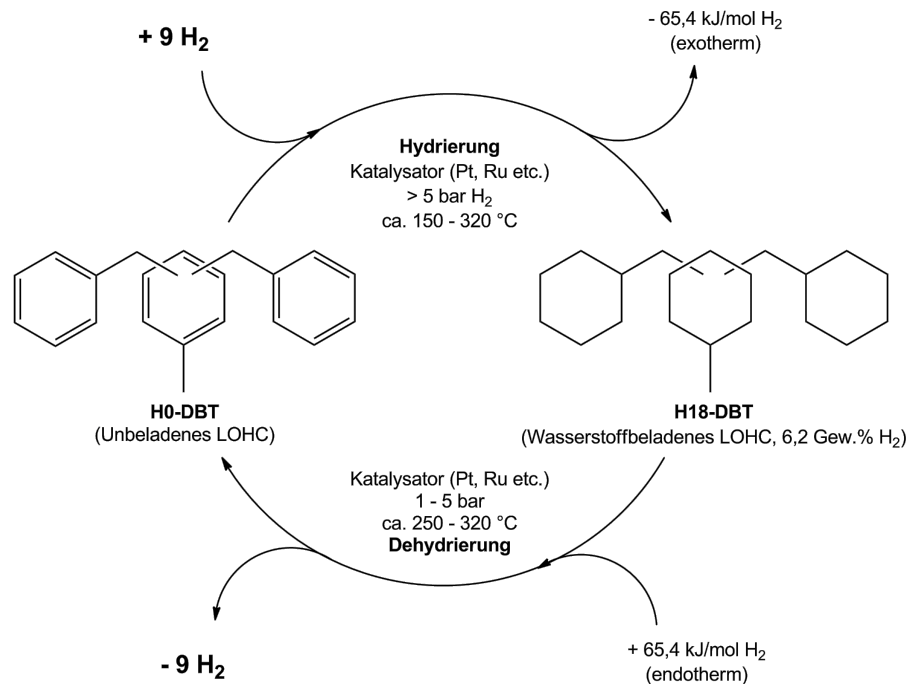 + 9 H₂
- 65,4 kJ/mol H₂
(exotherm)
Hydrierung
Katalysator (Pt, Ru etc.)
> 5 bar H₂
ca. 150 - 320 °C
H0-DBT
(Unbeladenes LOHC)
H18-DBT
(Wasserstoffbeladenes LOHC, 6,2 Gew.% H₂)
Katalysator (Pt, Ru etc.)
1 - 5 bar
ca. 250 - 320 °C
Dehydrierung
- 9 H₂
+ 65,4 kJ/mol H₂
(endotherm)